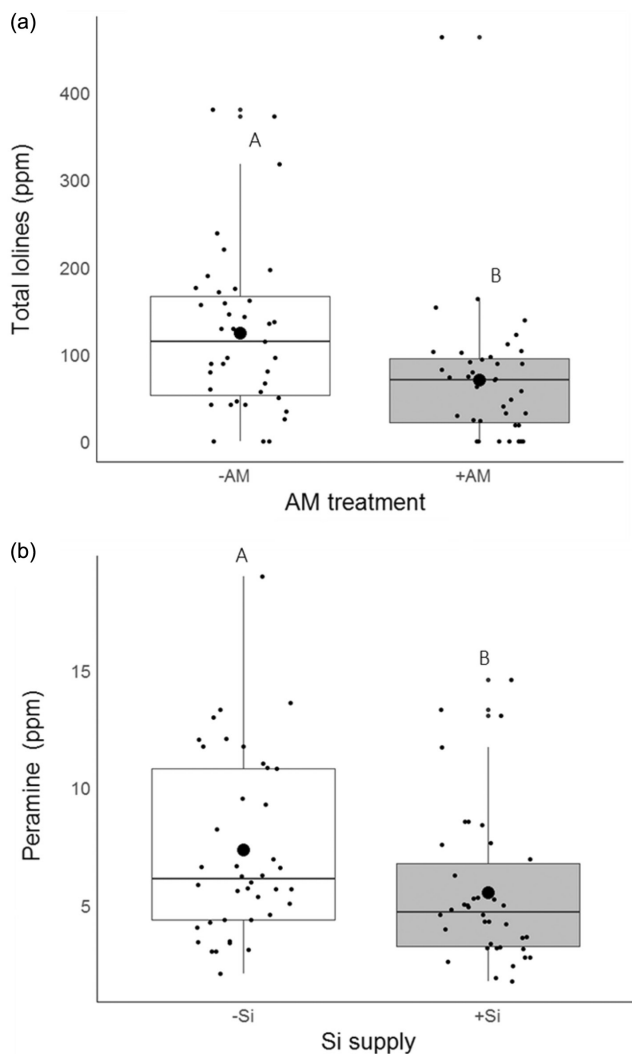 (a)
Total lolines (ppm)
400
300
200
100
0
A
B
-AM
+AM
AM treatment
(b)
Peramine (ppm)
15
10
5
A
B
-Si
+Si
Si supply